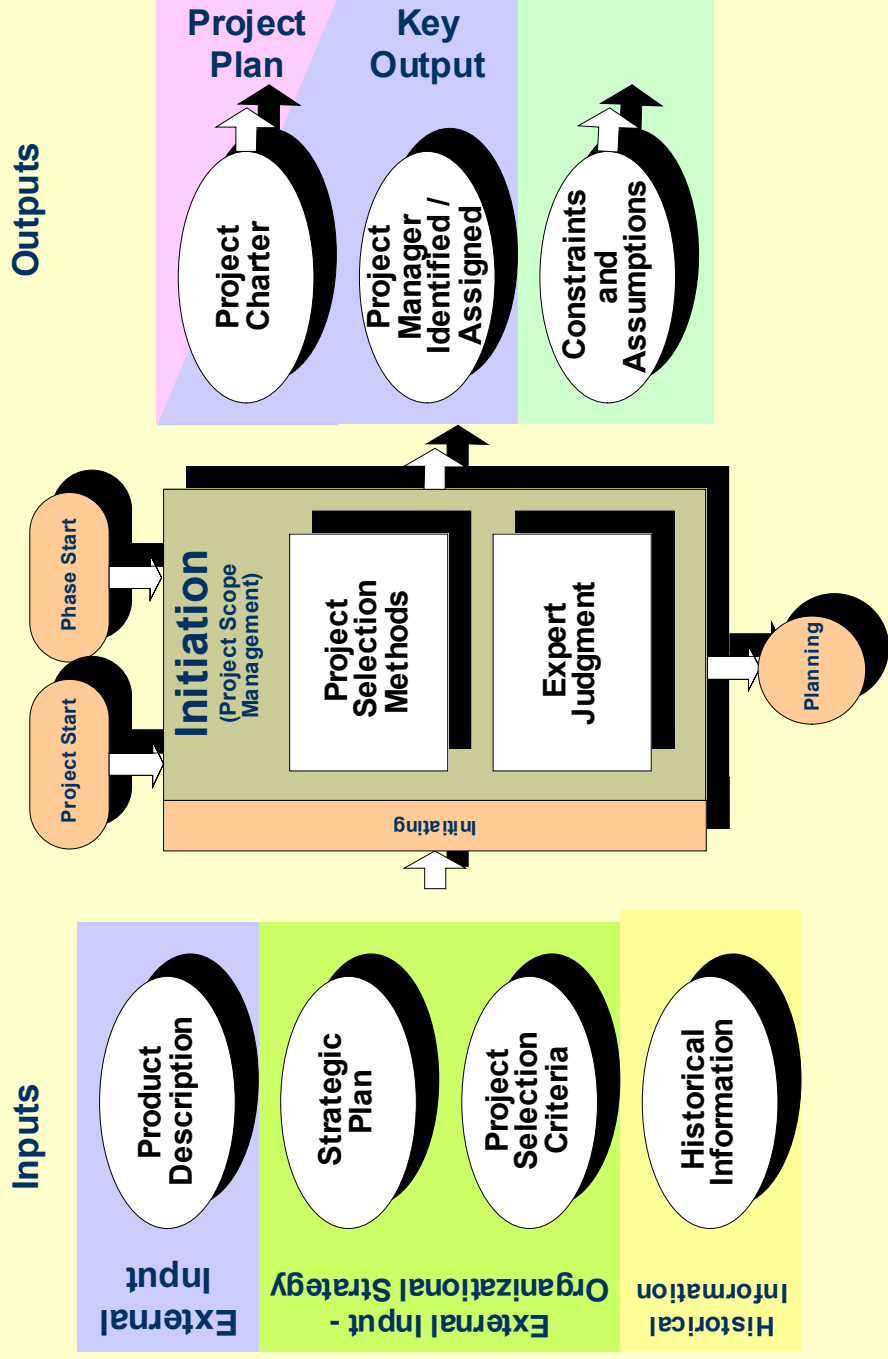 Inputs
External
Input
Product
Description
External Input -
Organizational Strategy
Strategic
Plan
Project
Selection
Criteria
Historical
Information
Historical
Information
Project Start
Phase Start
Initiating
Initiation
(Project Scope
Management)
Project
Selection
Methods
Expert
Judgment
Planning
Outputs
Project
Charter
Project
Plan
Project
Manager
Identified /
Assigned
Key
Output
Constraints
and
Assumptions